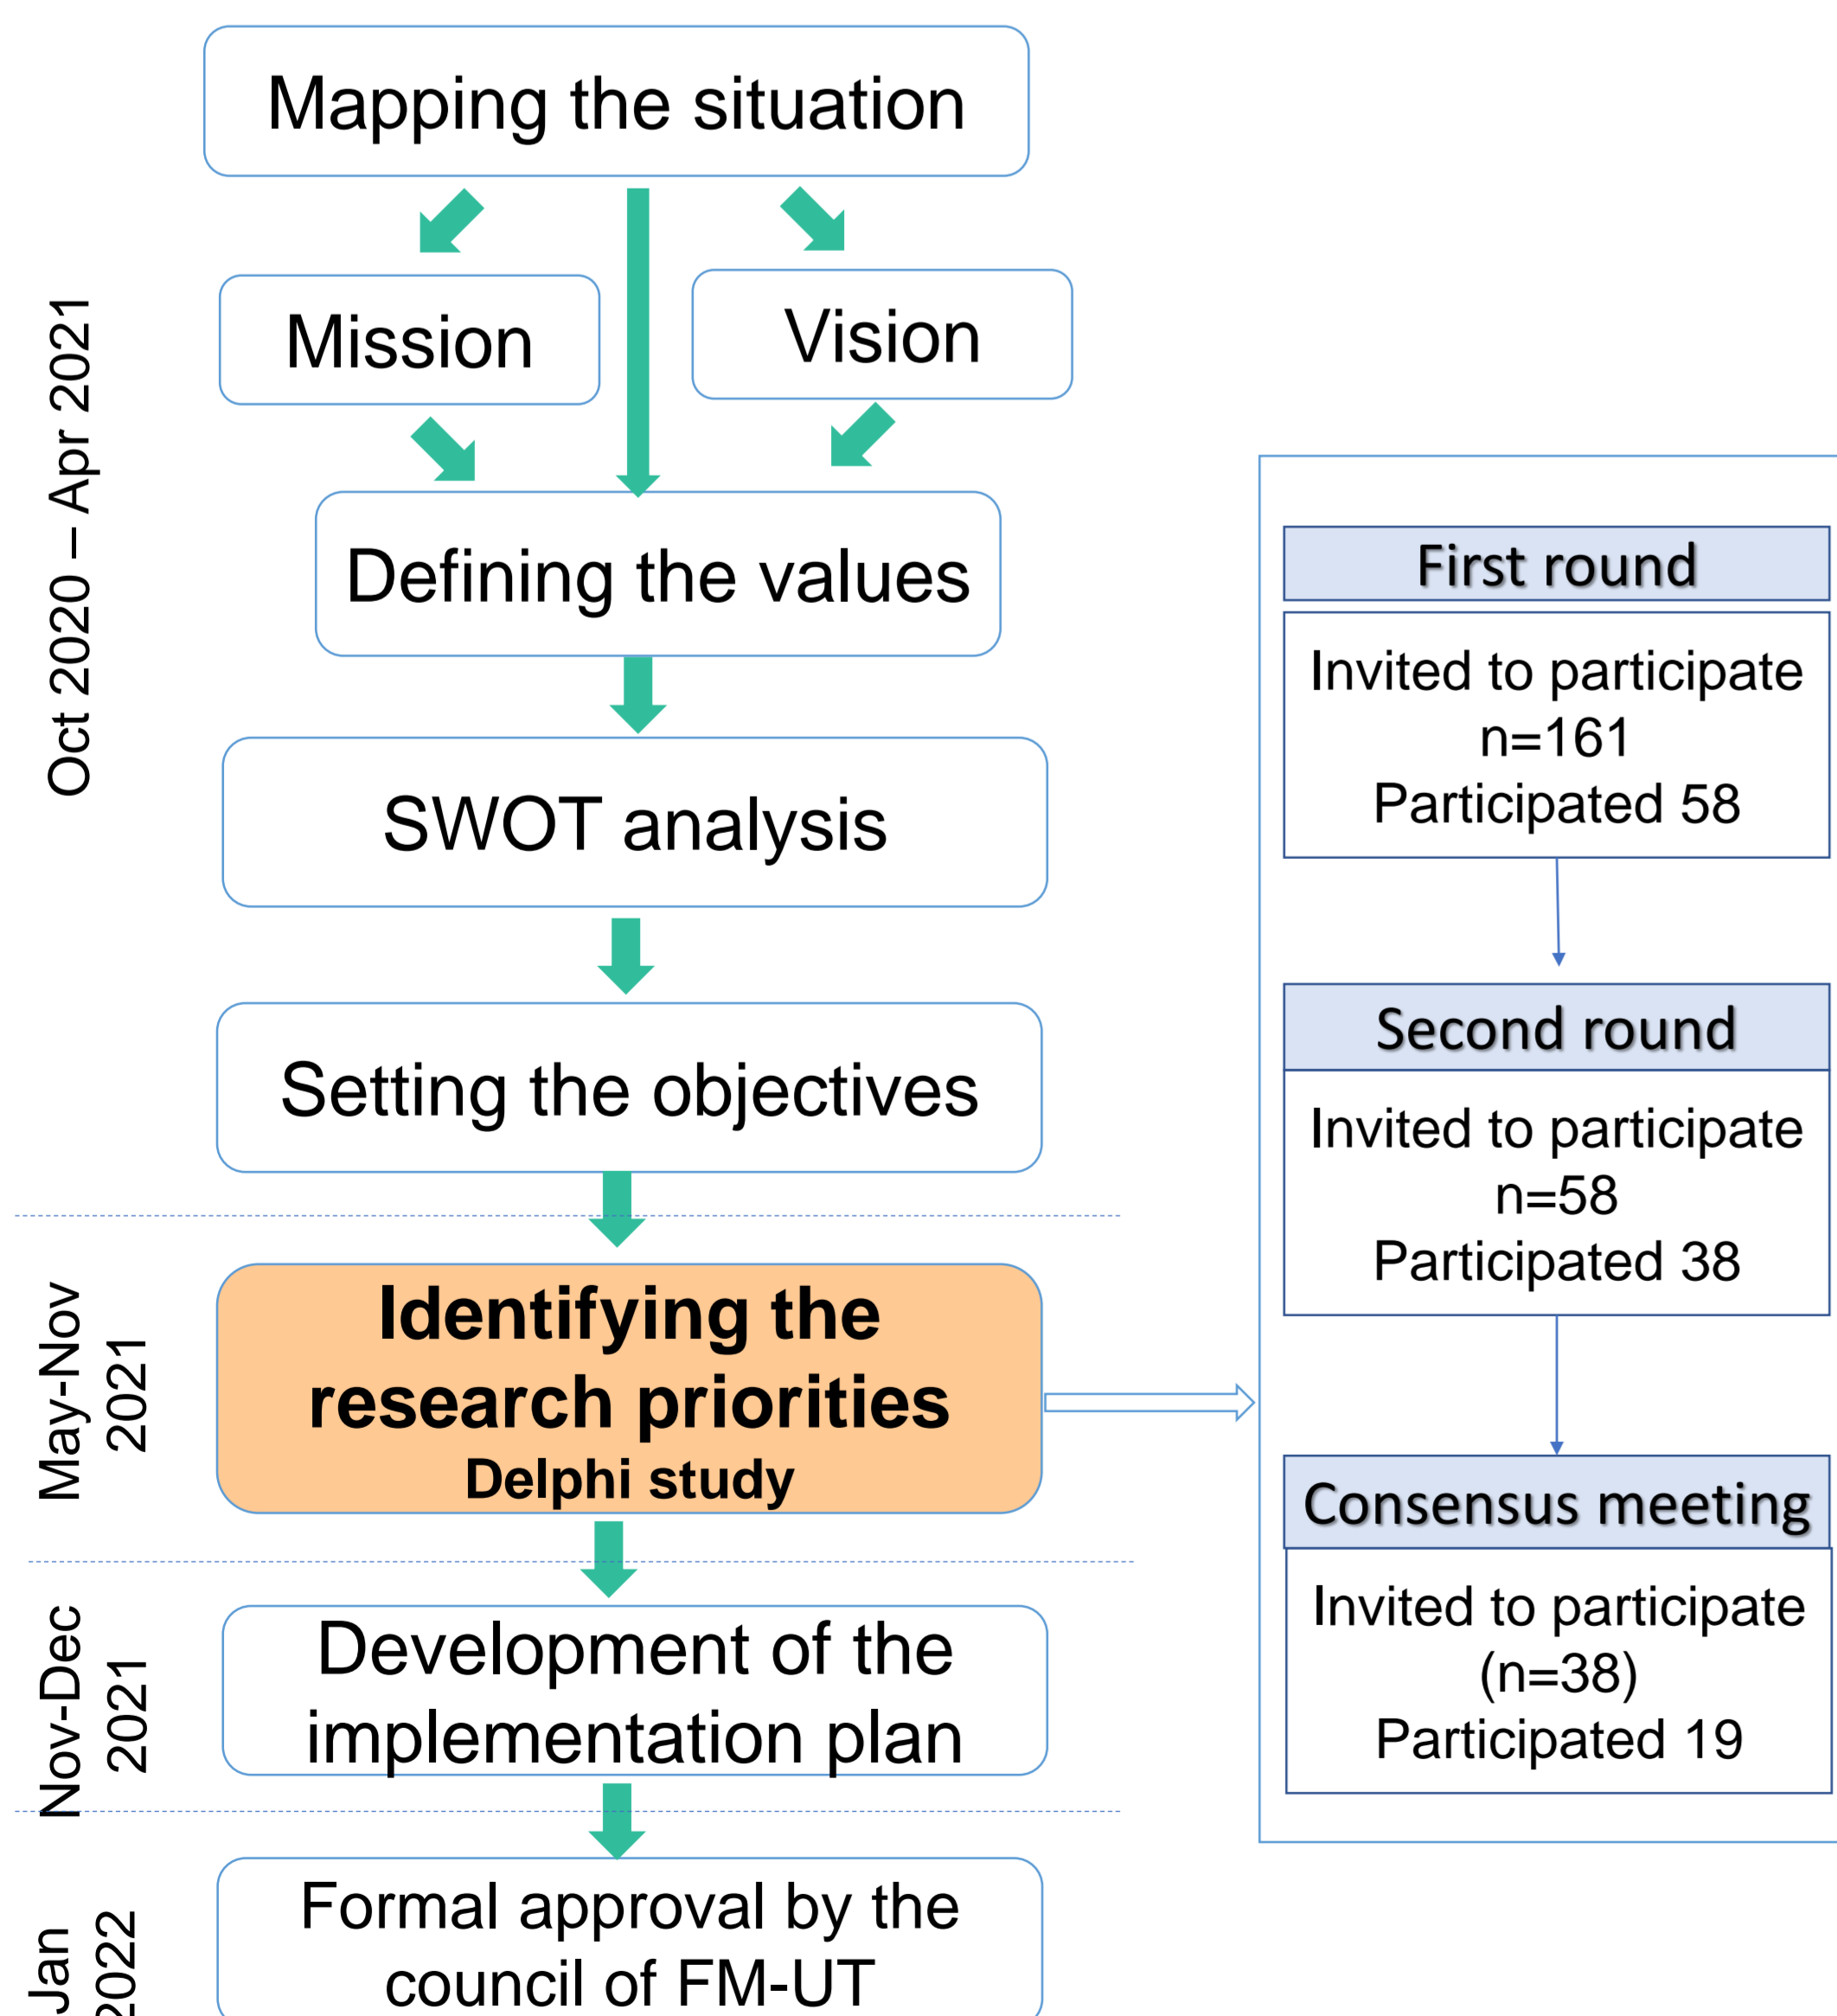 Mapping the situation
Mission
Vision
Defining the values
SWOT analysis
Setting the objectives
Oct 2020 – Apr 2021
Identifying the
research priorities
Delphi study
May-Nov
2021
Development of the
implementation plan
Nov-Dec
2021
Formal approval by the
council of FM-UT
Jan
2022
First round
Invited to participate
n=161
Participated 58
Second round
Invited to participate
n=58
Participated 38
Consensus meeting
Invited to participate
(n=38)
Participated 19